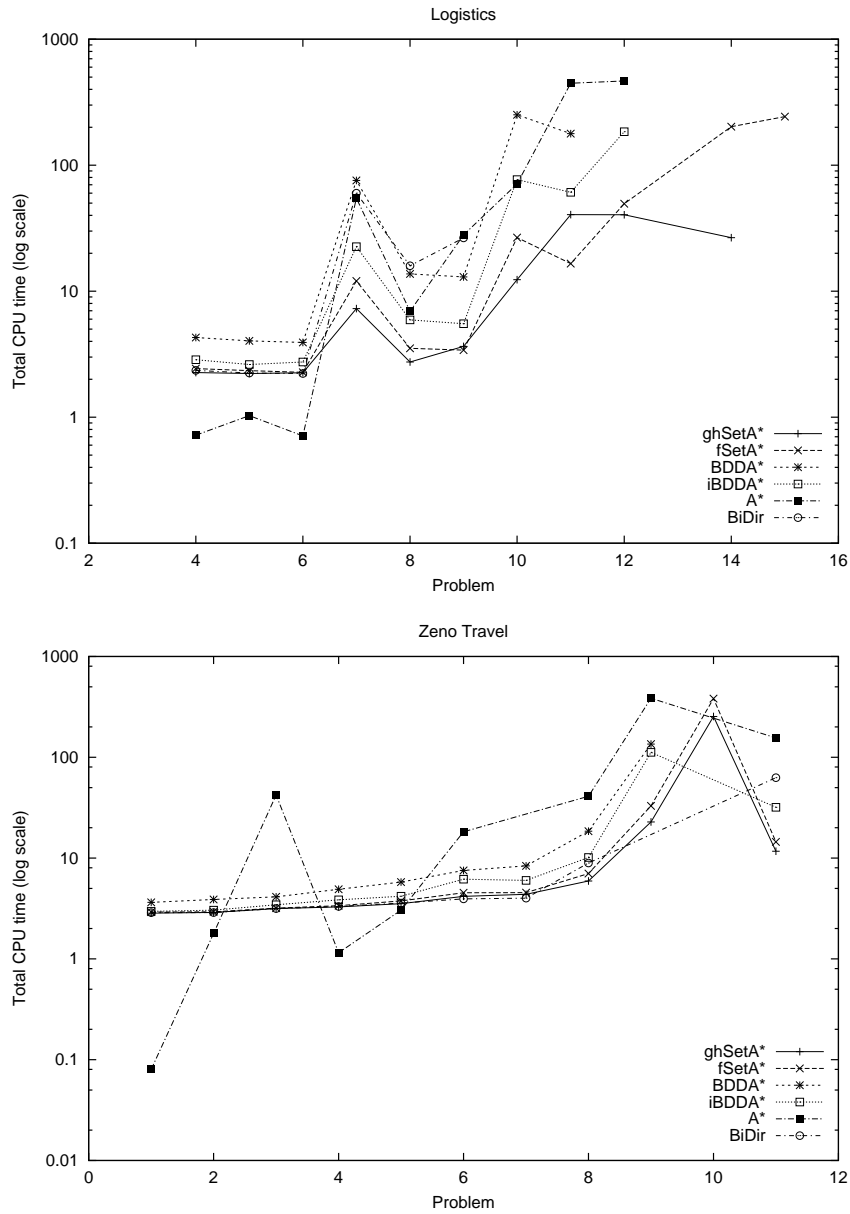 Logistics
1000
100
10
1
0.1
Total CPU time (log scale)
2 4 6 8 10 12 14 16
Problem
ghSetA*
fSetA*
BDDA*
iBDDA*
A*
BiDir
Zeno Travel
1000
100
10
1
0.1
0.01
Total CPU time (log scale)
0 2 4 6 8 10 12
Problem
ghSetA*
fSetA*
BDDA*
iBDDA*
A*
BiDir